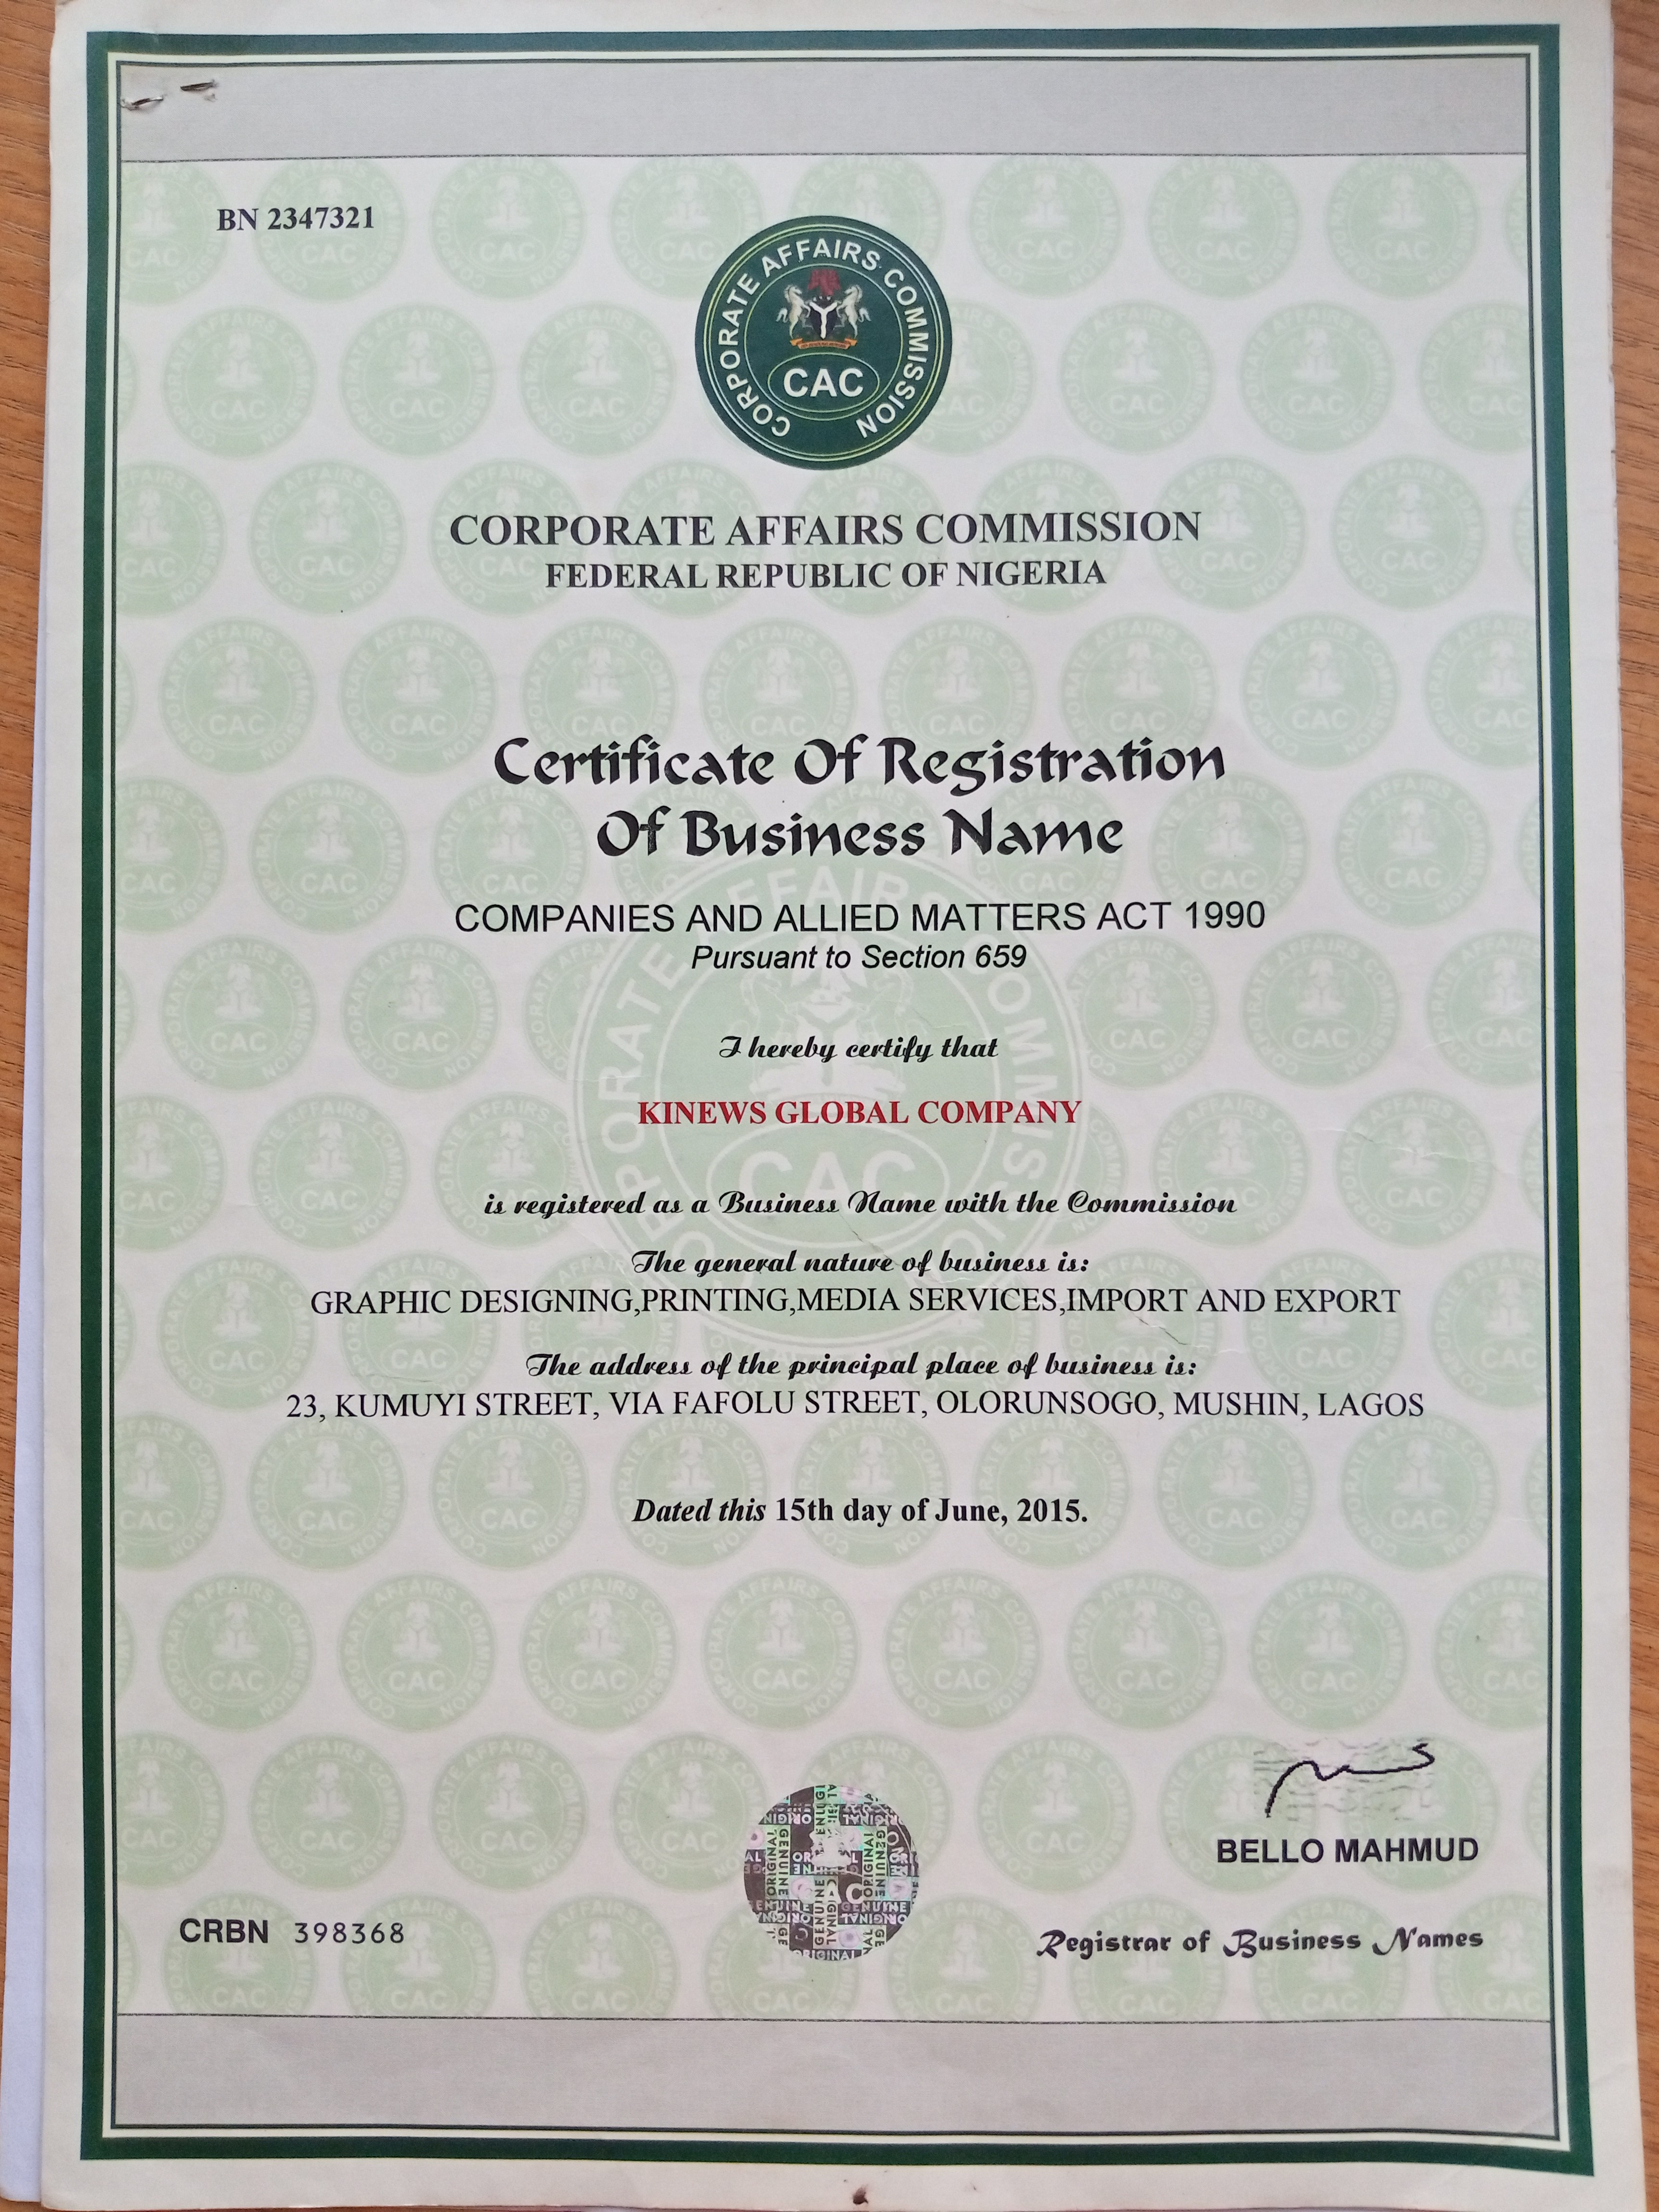 BN 2347321
CORPORATE AFFAIRS COMMISSION
CAC
CORPORATE AFFAIRS COMMISSION
FEDERAL REPUBLIC OF NIGERIA
Certificate Of Registration
Of Business Name
COMPANIES AND ALLIED MATTERS ACT 1990
Pursuant to Section 659
I hereby certify that
KINEWS GLOBAL COMPANY
is registered as a Business Name with the Commission
The general nature of business is:
GRAPHIC DESIGNING,PRINTING,MEDIA SERVICES,IMPORT AND EXPORT
The address of the principal place of business is:
23, KUMUYI STREET, VIA FAFOLU STREET, OLORUNSOGO, MUSHIN, LAGOS
Dated this 15th day of June, 2015.
BELLO MAHMUD
CRBN 398368
Registrar of Business Names
GENUINE
ORIGINAL